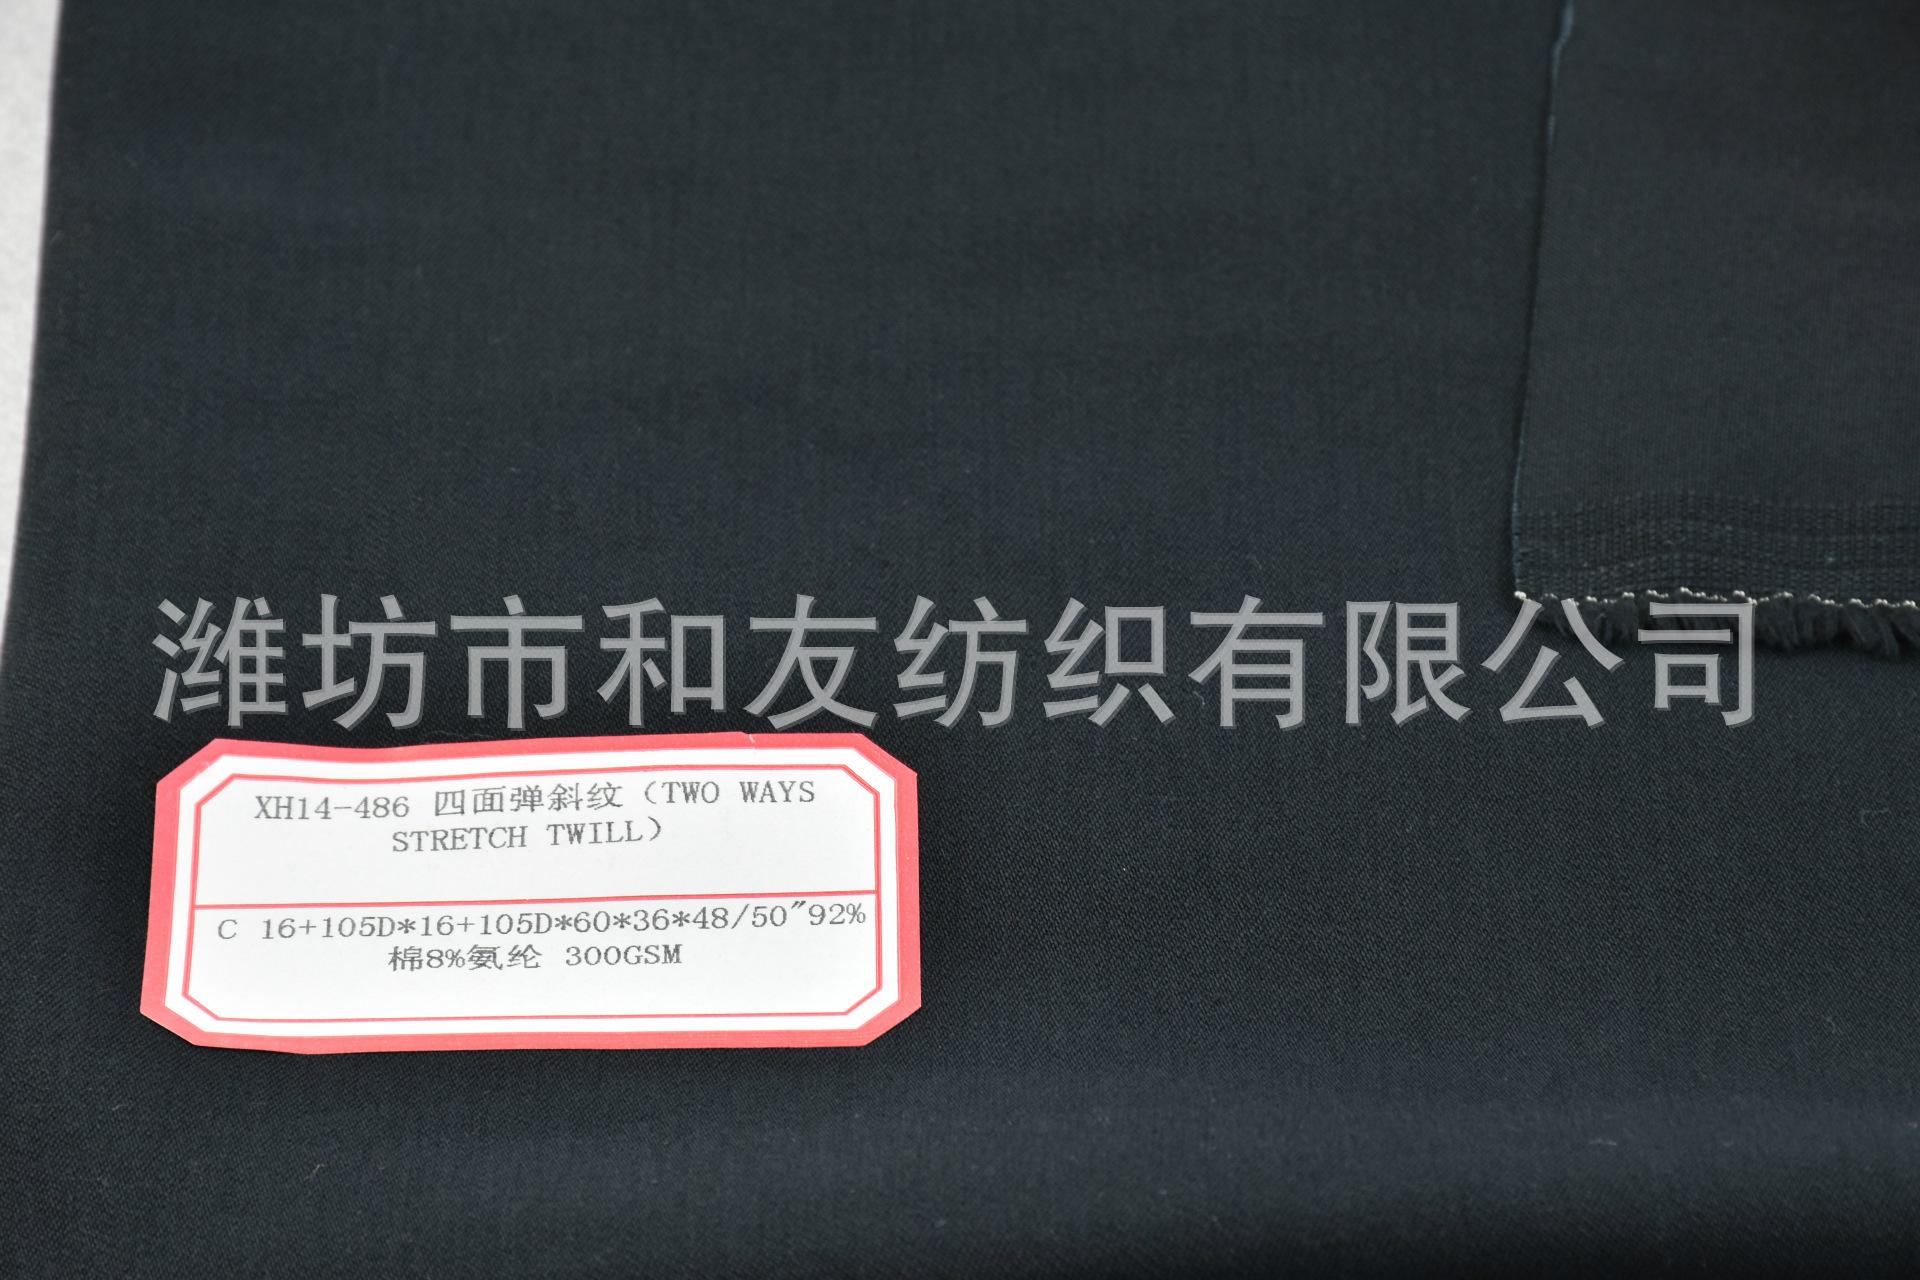 潍坊市和友纺织有限公司
XH14-486 四面弹斜纹（TWO WAYS
STRETCH TWILL）
C 16+105D*16+105D*60*36*48/50"92%
棉8%氨纶 300GSM